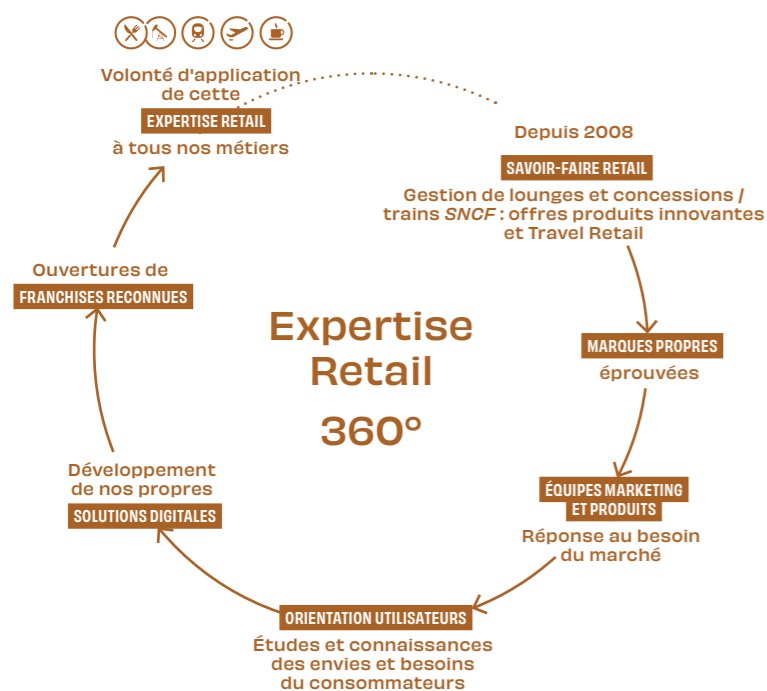 Volonté d'application
de cette
EXPERTISE RETAIL
à tous nos métiers
Depuis 2008
SAVOIR-FAIRE RETAIL
Gestion de lounges et concessions /
trains SNCF : offres produits innovantes
et Travel Retail
MARQUES PROPRES
éprouvées
ÉQUIPES MARKETING
ET PRODUITS
Réponse au besoin
du marché
ORIENTATION UTILISATEURS
Études et connaissances
des envies et besoins
du consommateurs
Développement
de nos propres
SOLUTIONS DIGITALES
Ouvertures de
FRANCHISES RECONNUES
Expertise
Retail
360°